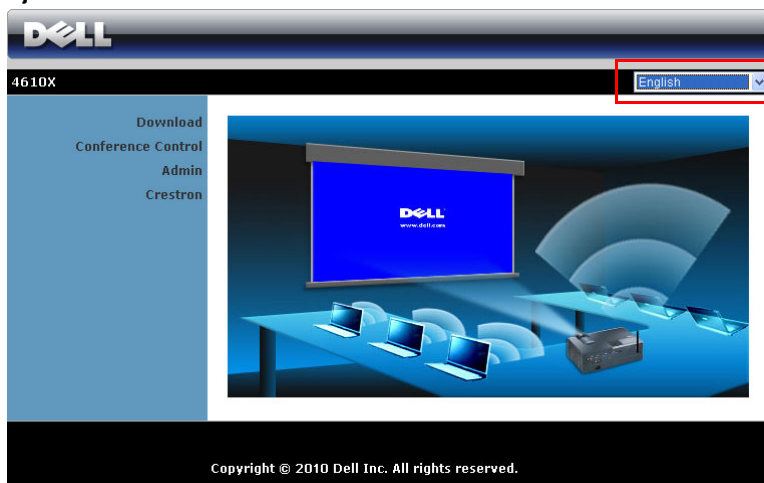 DELL
4610X
English
Download
Conference Control
Admin
Crestron
DELL
www.dell.com
Copyright © 2010 Dell Inc. All rights reserved.